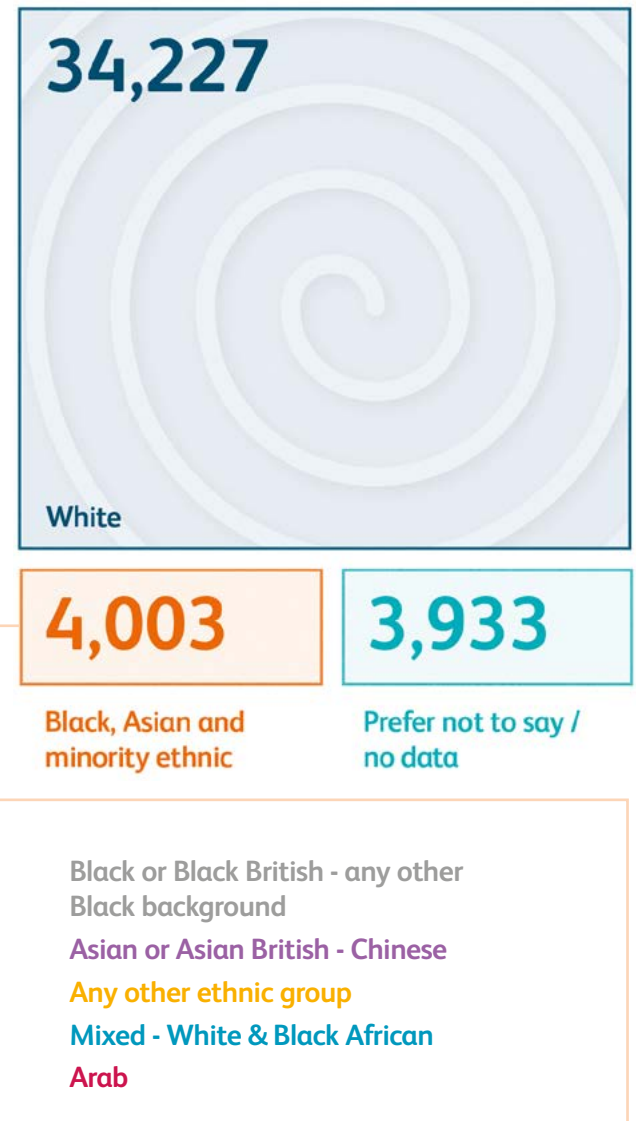 34,227
White
4,003
3,933
Black, Asian and
minority ethnic
Prefer not to say /
no data
Black or Black British - any other
Black background
Asian or Asian British - Chinese
Any other ethnic group
Mixed - White & Black African
Arab